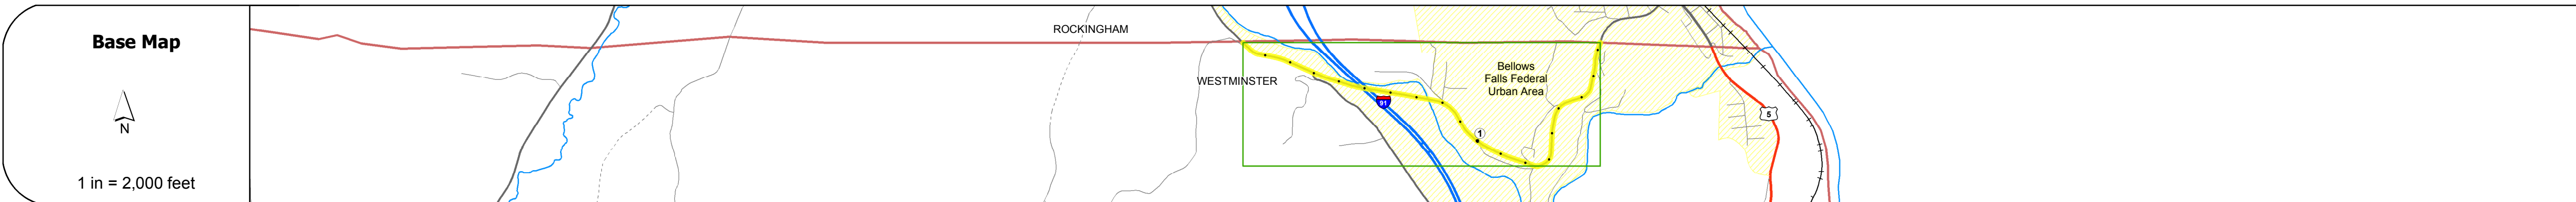 Base Map
N
1 in = 2,000 feet
ROCKINGHAM
WESTMINSTER
91
1
Bellows
Falls Federal
Urban Area
5